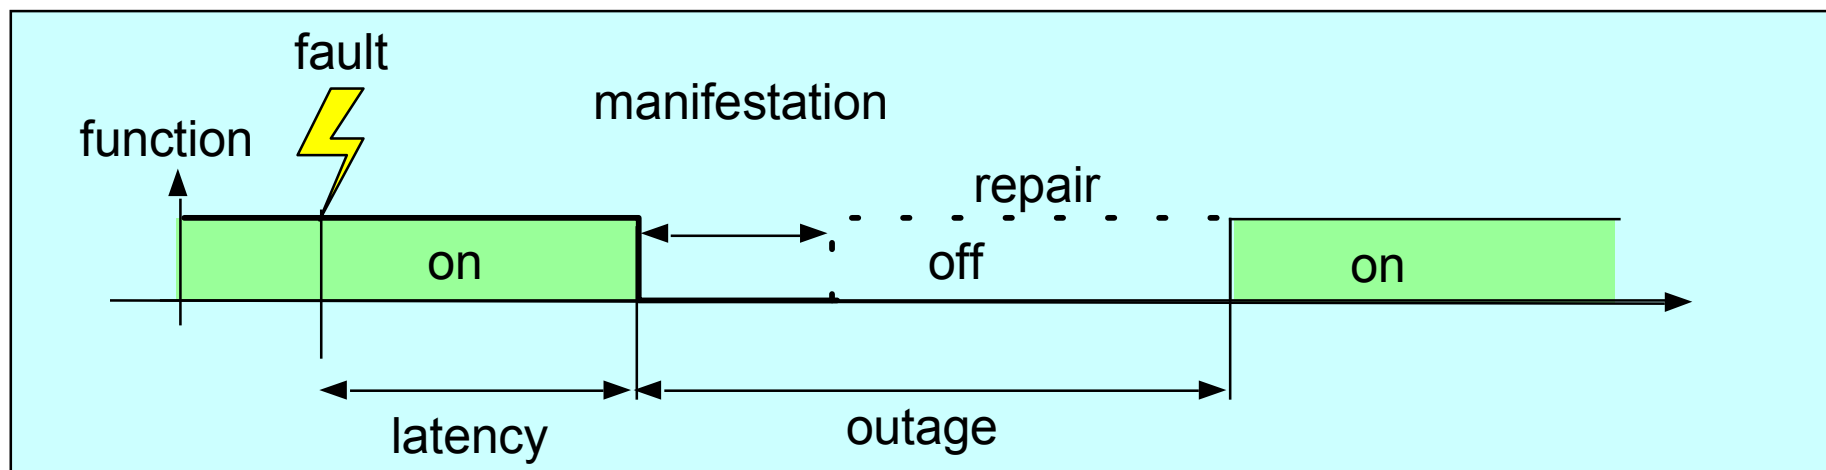 fault
manifestation
function
repair
on
off
on
latency
outage